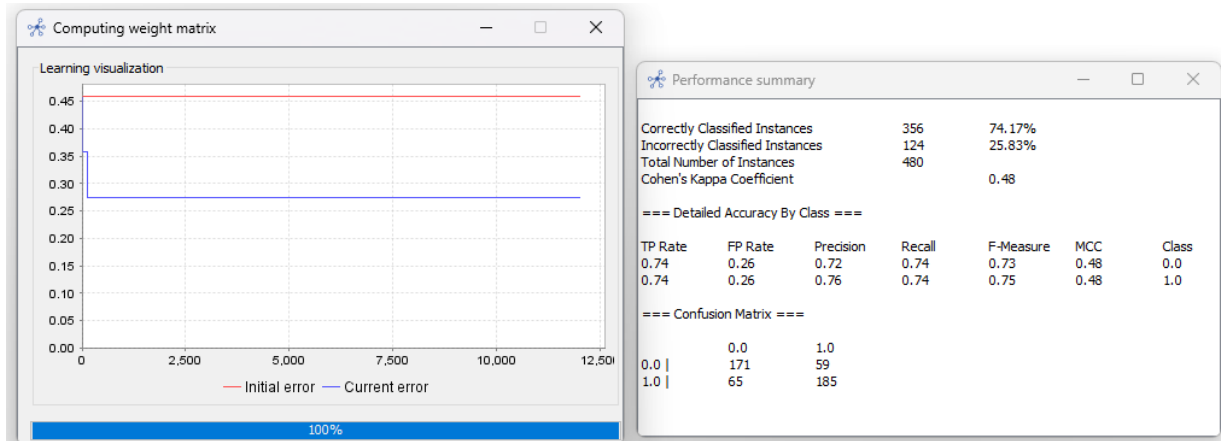 Computing weight matrix
Learning visualization
0.45
0.40
0.35
0.30
0.25
0.20
0.15
0.10
0.05
0.00
0 2,500 5,000 7,500 10,000 12,500
Initial error Current error
100%
Performance summary
Correctly Classified Instances 356 74.17%
Incorrectly Classified Instances 124 25.83%
Total Number of Instances 480
Cohen's Kappa Coefficient 0.48
=== Detailed Accuracy By Class ===
TP Rate FP Rate Precision Recall F-Measure MCC Class
0.74 0.26 0.72 0.74 0.73 0.48 0.0
0.74 0.26 0.76 0.74 0.75 0.48 1.0
=== Confusion Matrix ===
0.0 1.0
0.0 | 171 59
1.0 | 65 185